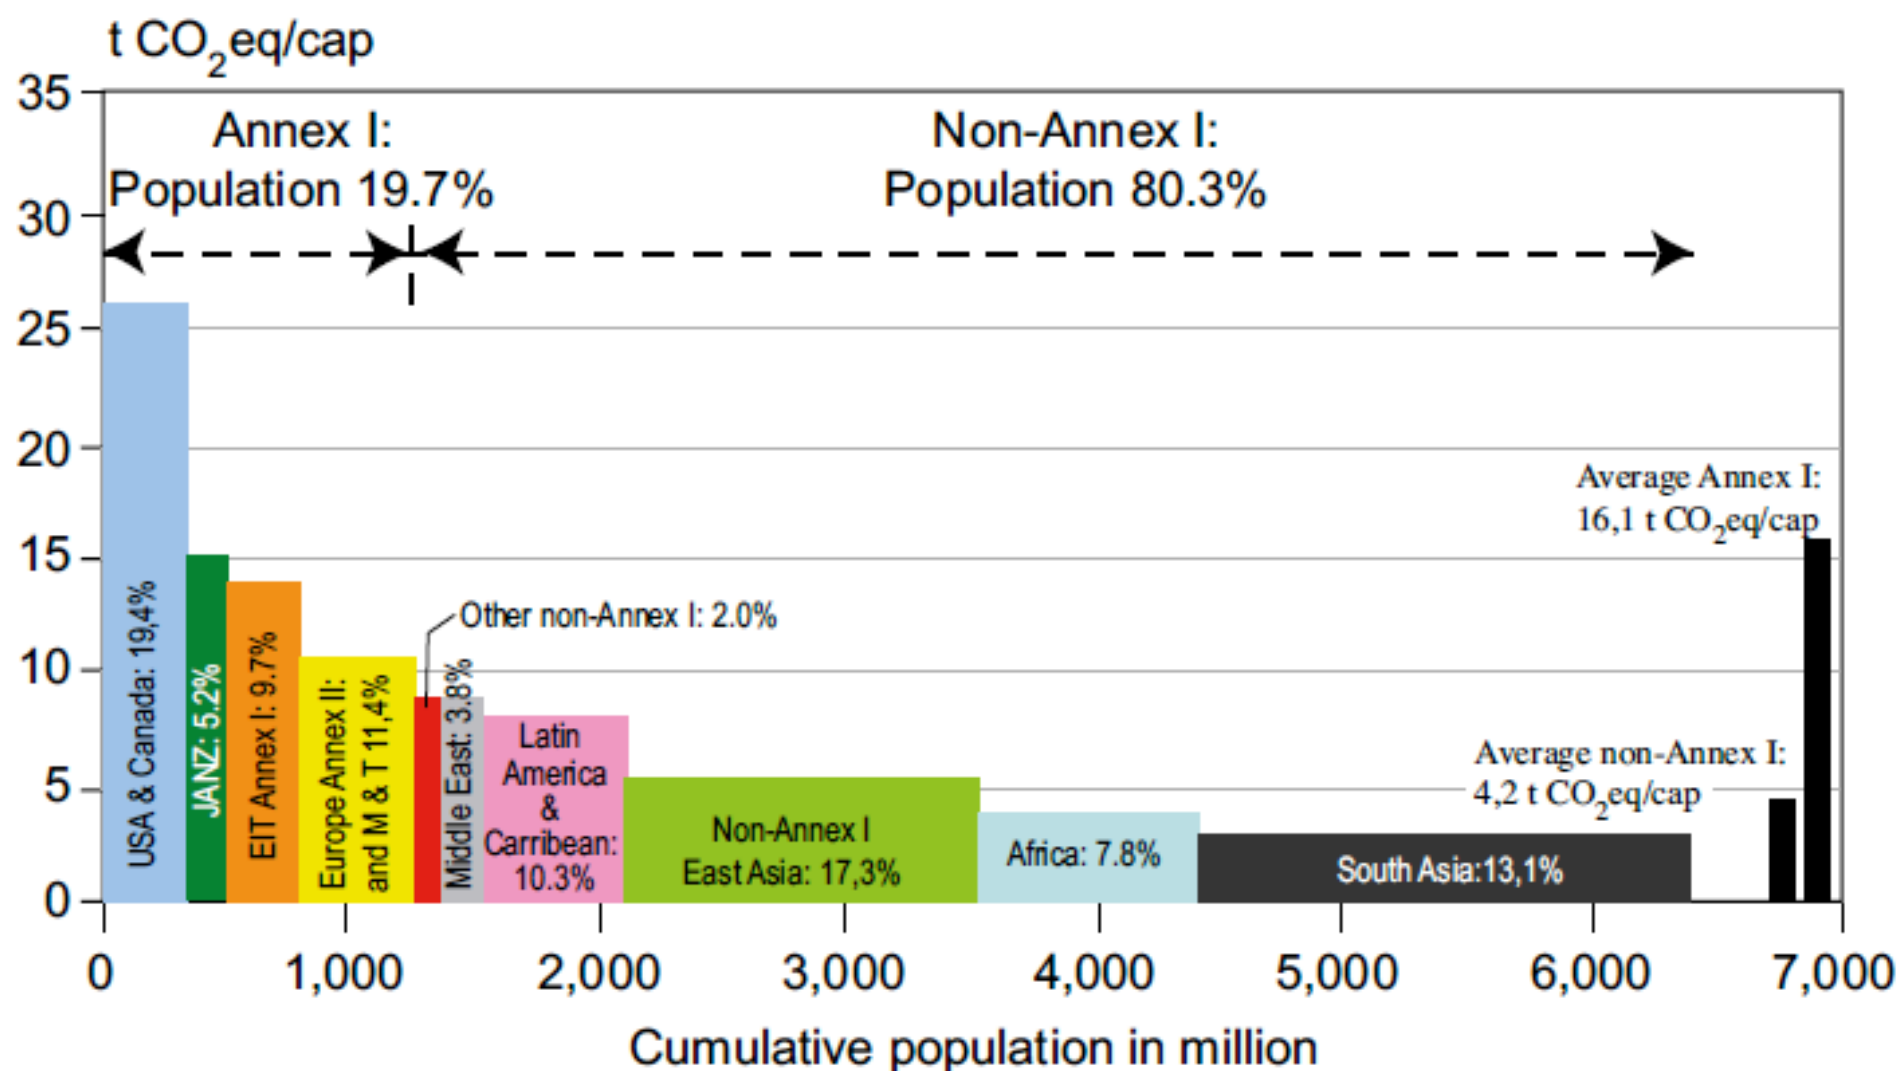 t CO2eq/cap
35
30
25
20
15
10
5
0
Annex I:
Population 19.7%
Non-Annex I:
Population 80.3%
USA & Canada: 19,4%
JANZ: 5.2%
EIT Annex I: 9.7%
Europe Annex II:
and M & T 11,4%
Other non-Annex I: 2.0%
Middle East: 3.8%
Latin
America
&
Carribean:
10.3%
Non-Annex I
East Asia: 17,3%
Africa: 7.8%
South Asia:13,1%
Average Annex I:
16,1 t CO2eq/cap
Average non-Annex I:
4,2 t CO2eq/cap
0
1,000
2,000
3,000
4,000
5,000
6,000
7,000
Cumulative population in million